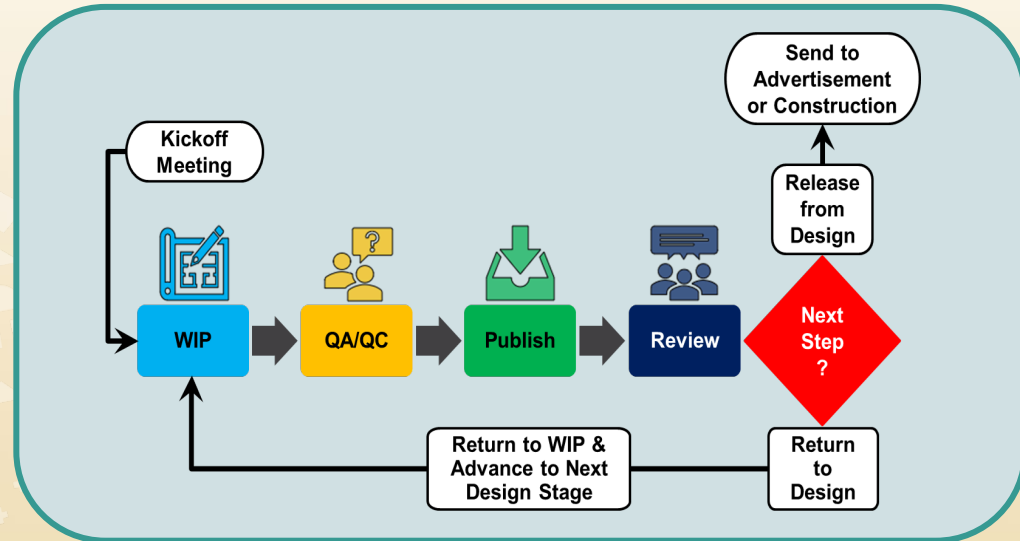 Kickoff
Meeting
WIP
?
QA/QC
Publish
Review
Next
Step
?
Release
from
Design
Send to
Advertisement
or Construction
Return
to
Design
Return to WIP &
Advance to Next
Design Stage